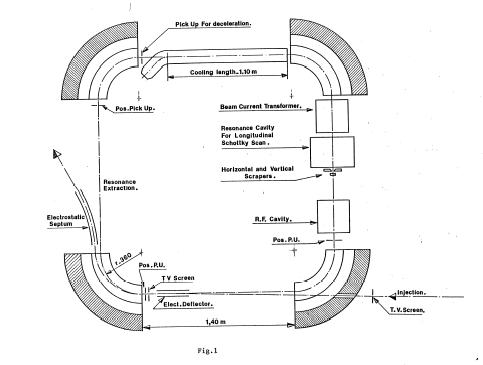 Pick Up For deceleration.
Cooling length.1,10 m
Pos.Pick Up.
Beam Current Transformer.
Resonance Cavity
For Longitudinal
Schottky Scan.
Horizontal and Vertical
Scrapers.
Resonance
Extraction.
Electrostatic
Septum
R.F. Cavity.
Pos.P.U.
r.360
Pos.P.U.
TV Screen
Elect.Deflector.
Injection.
T.V.Screen,
1,40 m
Fig.1